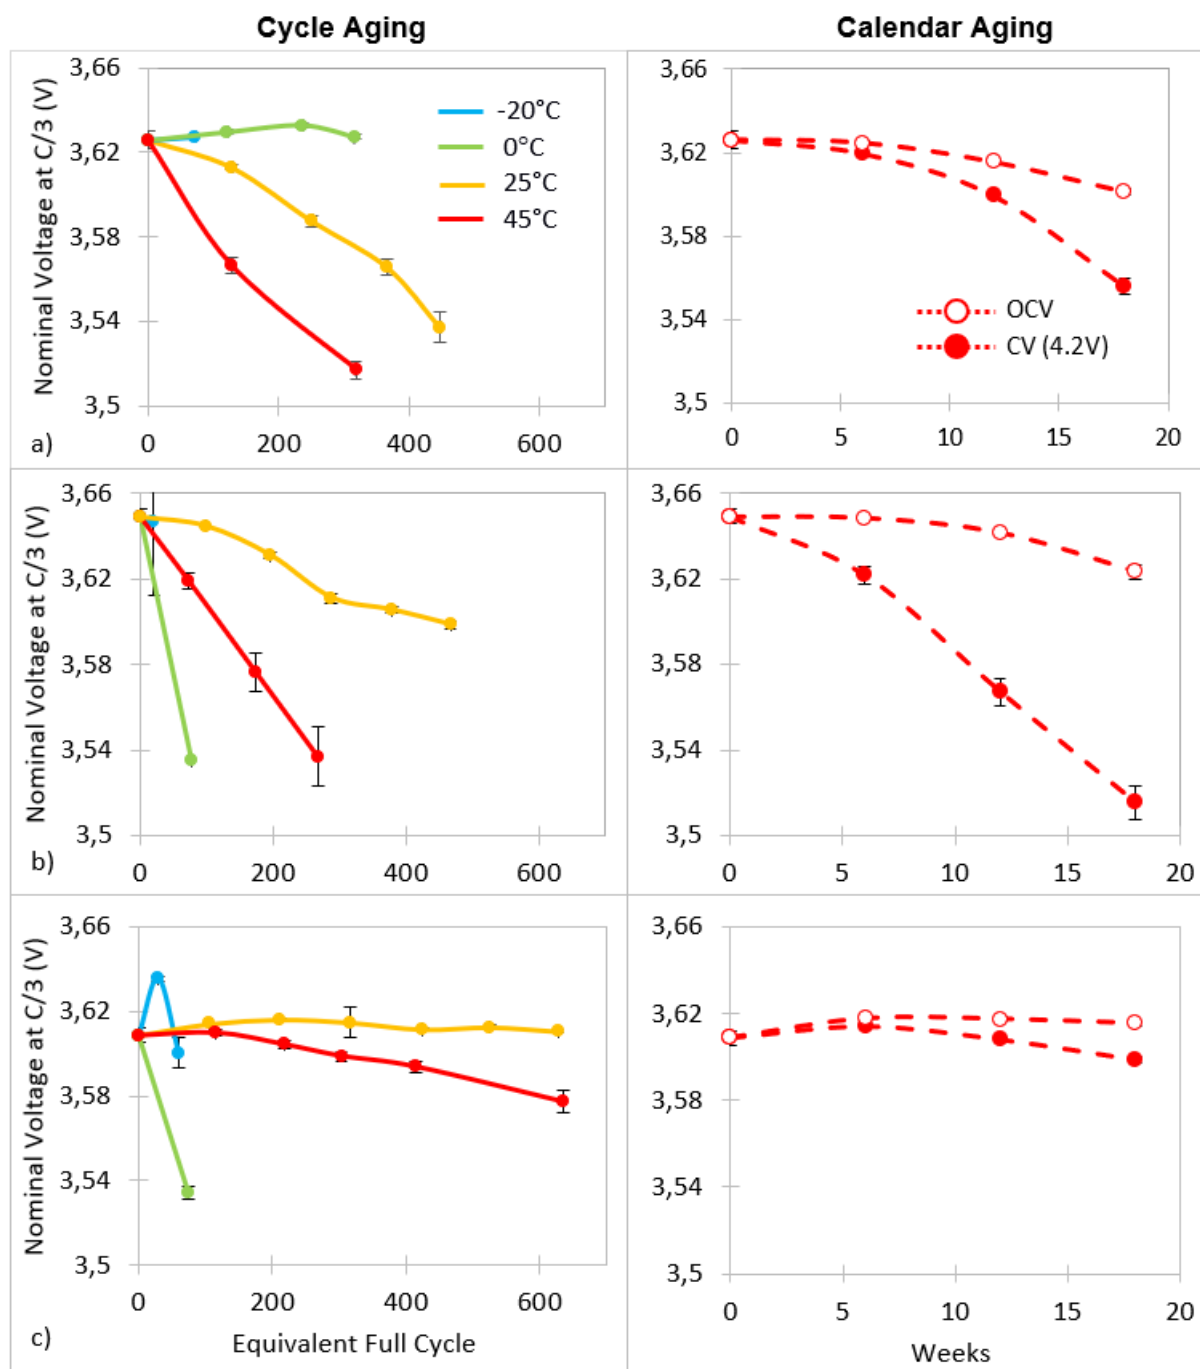 Cycle Aging
Calendar Aging
Nominal Voltage at C/3 (V)
3,66
3,62
3,58
3,54
3,5
-20°C
0°C
25°C
45°C
0 200 400 600
a)
3,66
3,62
3,58
3,54
3,5
OCV
CV (4.2V)
0 5 10 15 20
Nominal Voltage at C/3 (V)
3,66
3,62
3,58
3,54
3,5
0 200 400 600
b)
3,66
3,62
3,58
3,54
3,5
0 5 10 15 20
Nominal Voltage at C/3 (V)
3,66
3,62
3,58
3,54
3,5
0 200 400 600
Equivalent Full Cycle
c)
3,66
3,62
3,58
3,54
3,5
0 5 10 15 20
Weeks